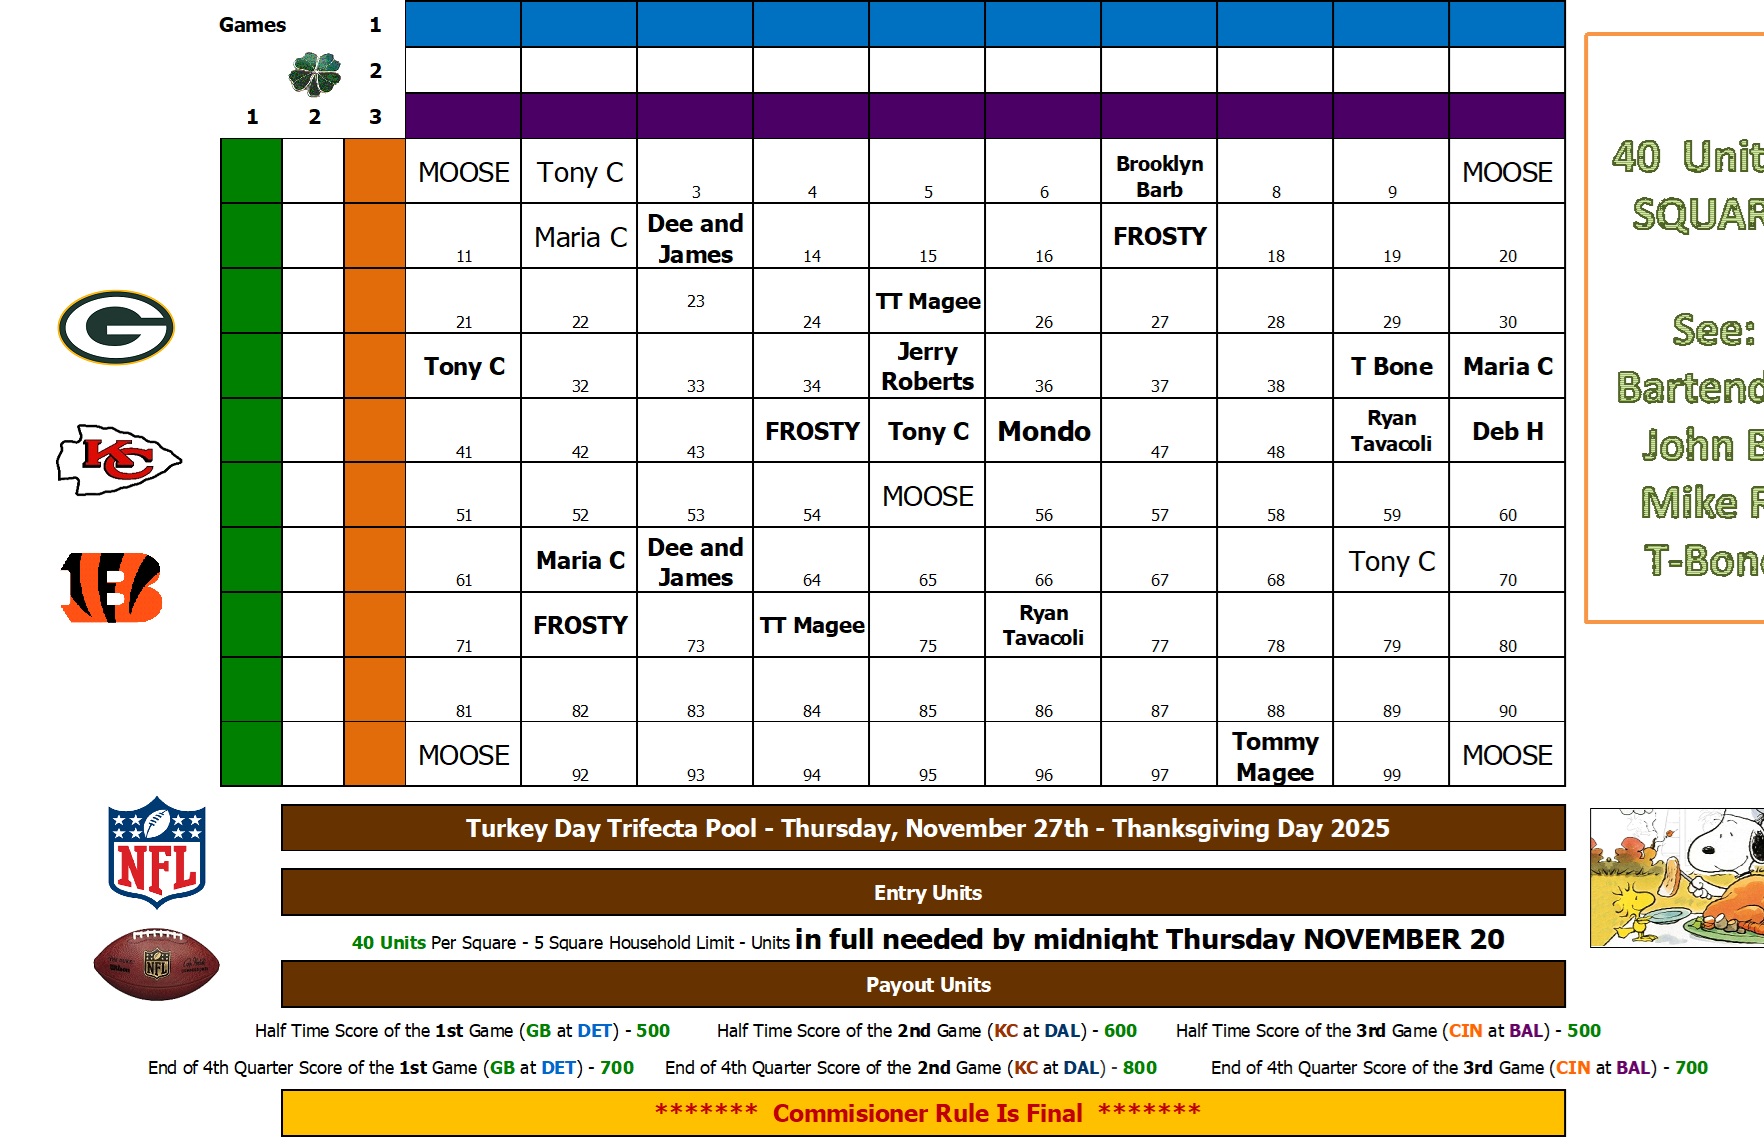 Games 1
2
1 2 3
MOOSE Tony C 3 4 5 6 Brooklyn Barb 8 9 MOOSE
11 Maria C Dee and James 14 15 16 FROSTY 18 19 20
21 22 23 24 TT Magee 26 27 28 29 30
Tony C 32 33 34 Jerry Roberts 36 37 38 T Bone Maria C
41 42 43 FROSTY Tony C Mondo 47 48 Ryan Tavacoli Deb H
51 52 53 54 MOOSE 56 57 58 59 60
61 Maria C Dee and James 64 65 66 67 68 Tony C 70
71 FROSTY 73 TT Magee 75 Ryan Tavacoli 77 78 79 80
81 82 83 84 85 86 87 88 89 90
MOOSE 92 93 94 95 96 97 Tommy Magee 99 MOOSE
G
KC
B
NFL
NFL
40 Unit
SQUAR
See:
Bartend
John B
Mike R
T-Bone
Turkey Day Trifecta Pool - Thursday, November 27th - Thanksgiving Day 2025
Entry Units
40 Units Per Square - 5 Square Household Limit - Units in full needed by midnight Thursday NOVEMBER 20
Payout Units
Half Time Score of the 1st Game (GB at DET) - 500 Half Time Score of the 2nd Game (KC at DAL) - 600 Half Time Score of the 3rd Game (CIN at BAL) - 500
End of 4th Quarter Score of the 1st Game (GB at DET) - 700 End of 4th Quarter Score of the 2nd Game (KC at DAL) - 800 End of 4th Quarter Score of the 3rd Game (CIN at BAL) - 700
******* Commisioner Rule Is Final *******